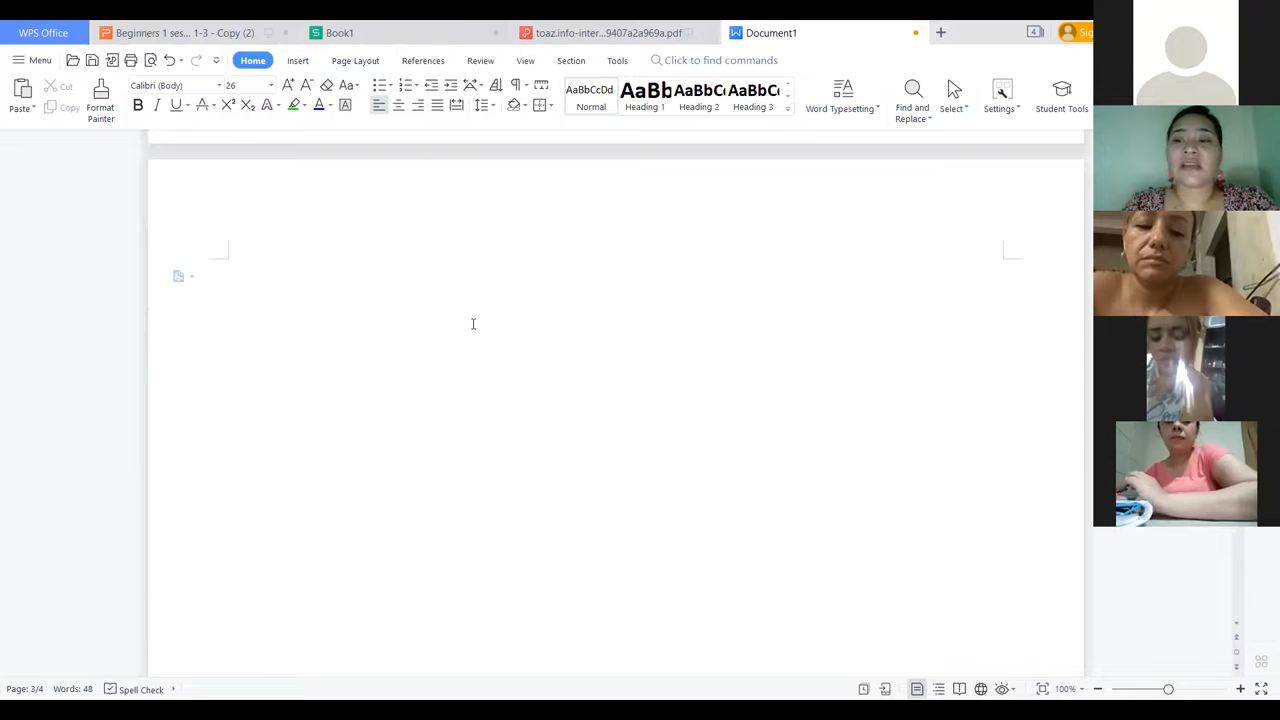 WPS Office
Beginners 1 ses... 1-3 - Copy (2)
Book1
toaz.info-inter...9407a2a969a.pdf
Document1
Sig
Menu
Home
Insert
Page Layout
References
Review
View
Section
Tools
Click to find commands
4
Paste
Cut
Copy
Format
Painter
Calibri (Body)
26
AaBbCcDd
Normal
AaBb
Heading 1
AaBbC
Heading 2
AaBbC
Heading 3
Word Typesetting
Find and
Replace
Select
Settings
Student Tools
Page: 3/4
Words: 48
Spell Check
100%